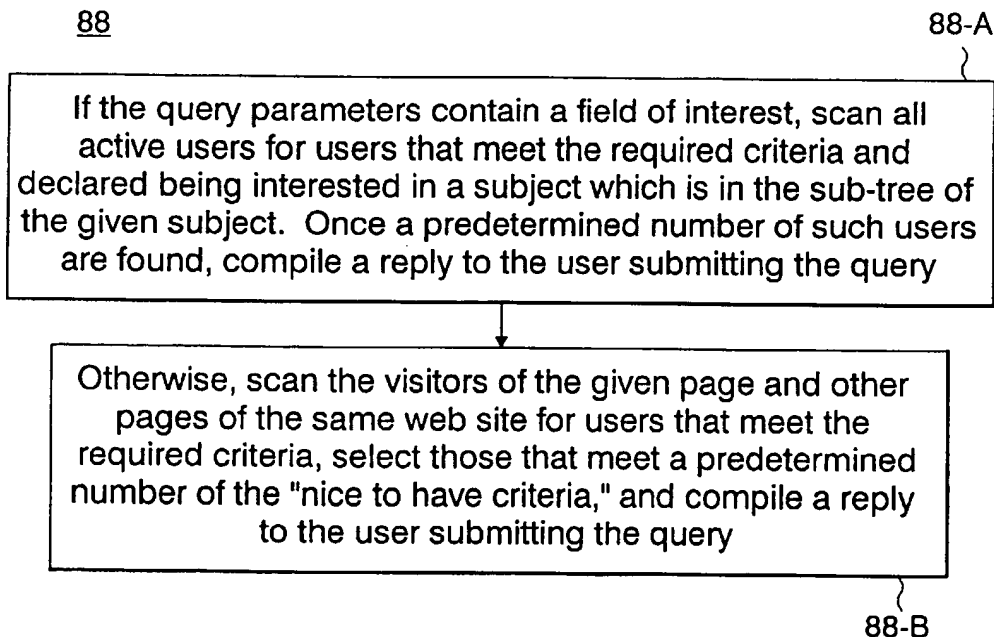 88
88-A
If the query parameters contain a field of interest, scan all
active users for users that meet the required criteria and
declared being interested in a subject which is in the sub-tree of
the given subject. Once a predetermined number of such users
are found, compile a reply to the user submitting the query
Otherwise, scan the visitors of the given page and other
pages of the same web site for users that meet the
required criteria, select those that meet a predetermined
number of the "nice to have criteria," and compile a reply
to the user submitting the query
88-B